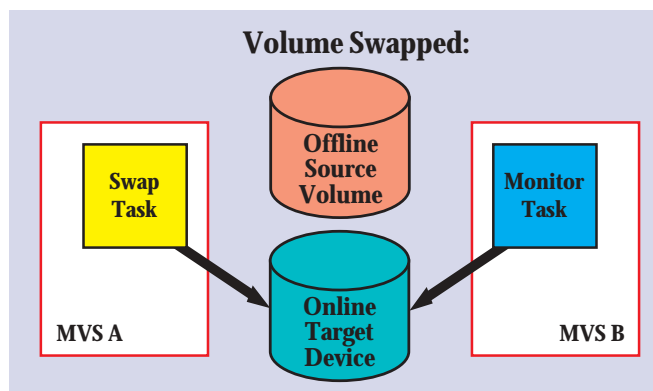 Volume Swapped:
Offline
Source
Volume
Swap
Task
Monitor
Task
Online
Target
Device
MVS A
MVS B